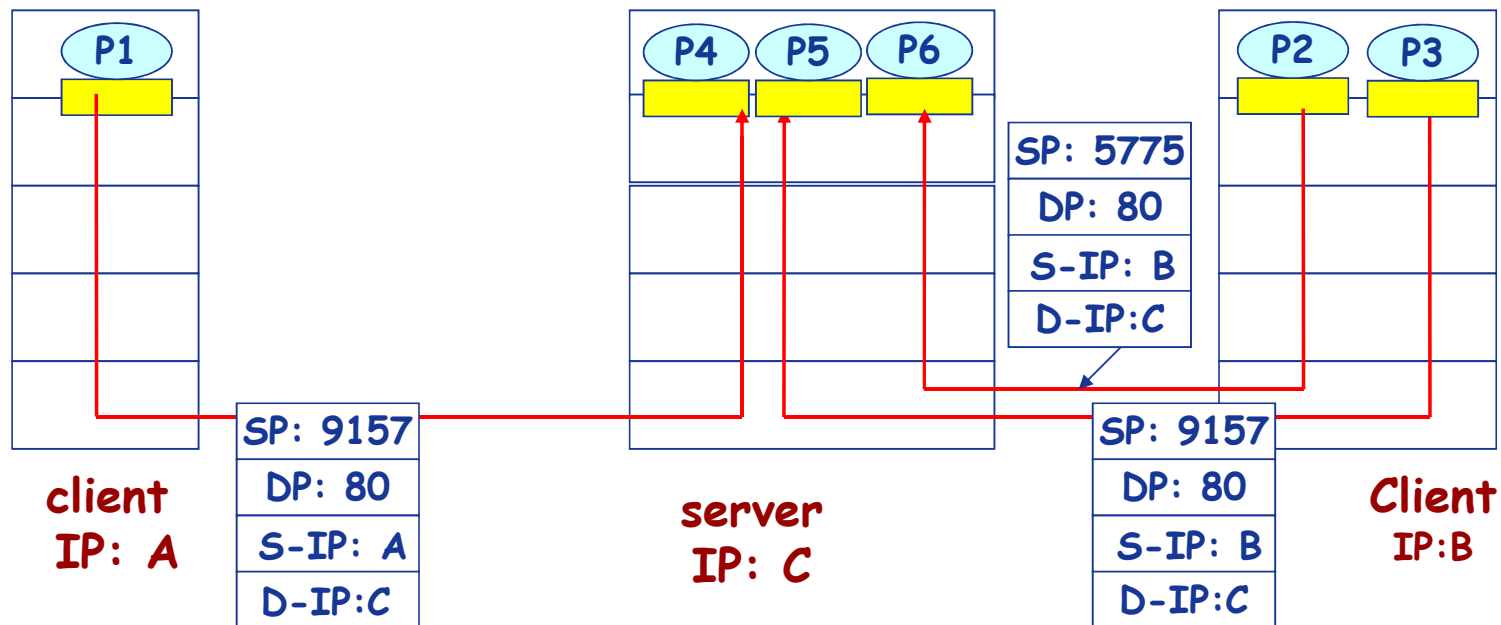 P1
P4
P5
P6
P2
P3
SP: 5775
DP: 80
S-IP: B
D-IP:C
SP: 9157
DP: 80
S-IP: A
D-IP:C
SP: 9157
DP: 80
S-IP: B
D-IP:C
client
IP: A
server
IP: C
Client
IP:B